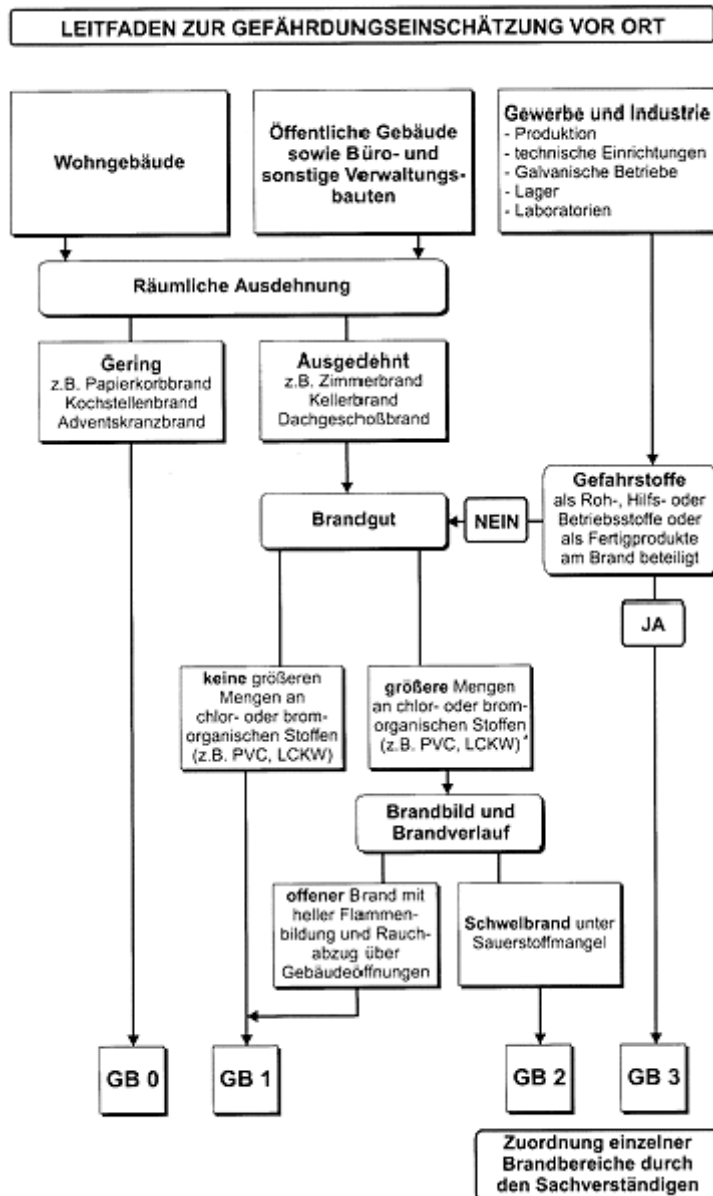 LEITFADEN ZUR GEFÄHRDUNGSEINSCHÄTZUNG VOR ORT
Wohngebäude
Öffentliche Gebäude
sowie Büro- und
sonstige Verwaltungs-
bauten
Gewerbe und Industrie
- Produktion
- technische Einrichtungen
- Galvanische Betriebe
- Lager
- Laboratorien
Räumliche Ausdehnung
Gering
z.B. Papierkorbbrand
Kochstellenbrand
Adventskranzbrand
Ausgedehnt
z.B. Zimmerbrand
Kellerbrand
Dachgeschoßbrand
Gefahrstoffe
als Roh-, Hilfs- oder
Betriebsstoffe oder
als Fertigprodukte
am Brand beteiligt
Brandgut
NEIN
JA
keine größeren
Mengen an
chlor- oder brom-
organischen Stoffen
(z.B. PVC, LCKW)
größere Mengen
an chlor- oder brom-
organischen Stoffen
(z.B. PVC, LCKW)*
Brandbild und
Brandverlauf
offener Brand mit
heller Flammen-
bildung und Rauch-
abzug über
Gebäudeöffnungen
Schwelbrand unter
Sauerstoffmangel
GB 0
GB 1
GB 2
GB 3
Zuordnung einzelner
Brandbereiche durch
den Sachverständigen